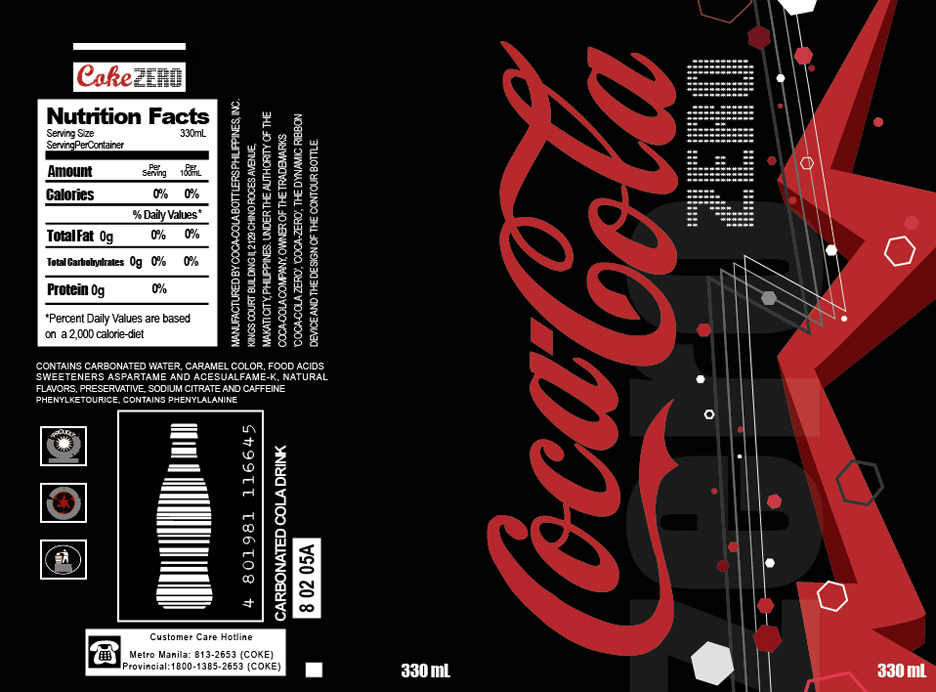 Coke ZERO
Nutrition Facts
Serving Size 330mL
ServingPerContainer
Amount Per Serving Per 100mL
Calories 0% 0%
% Daily Values*
Total Fat 0g 0% 0%
Total Carbohydrates 0g 0% 0%
Protein 0g 0%
*Percent Daily Values are based
on a 2,000 calorie-diet
MANUFACTURED BY COCA-COLA BOTTLERS PHILIPPINES, INC.
KINGS COURT BUILDING II, 2129 CHINO ROCES AVENUE,
MAKATI CITY, PHILIPPINES. UNDER THE AUTHORITY OF THE
COCA-COLA COMPANY, OWNER OF THE TRADEMARKS
'COCA-COLA ZERO', 'COCA-ZERO', THE DYNAMIC RIBBON
DEVICE AND THE DESIGN OF THE CONTOUR BOTTLE.
CONTAINS CARBONATED WATER, CARAMEL COLOR, FOOD ACIDS
SWEETENERS ASPARTAME AND ACESUALFAME-K, NATURAL
FLAVORS, PRESERVATIVE, SODIUM CITRATE AND CAFFEINE
PHENYLKETOURICE, CONTAINS PHENYLALANINE
4 801981 116645
CARBONATED COLA DRINK
8 02 05A
Customer Care Hotline
Metro Manila: 813-2653 (COKE)
Provincial:1800-1385-2653 (COKE)
330 mL
Coca-Cola
ZERO
zero
330 mL